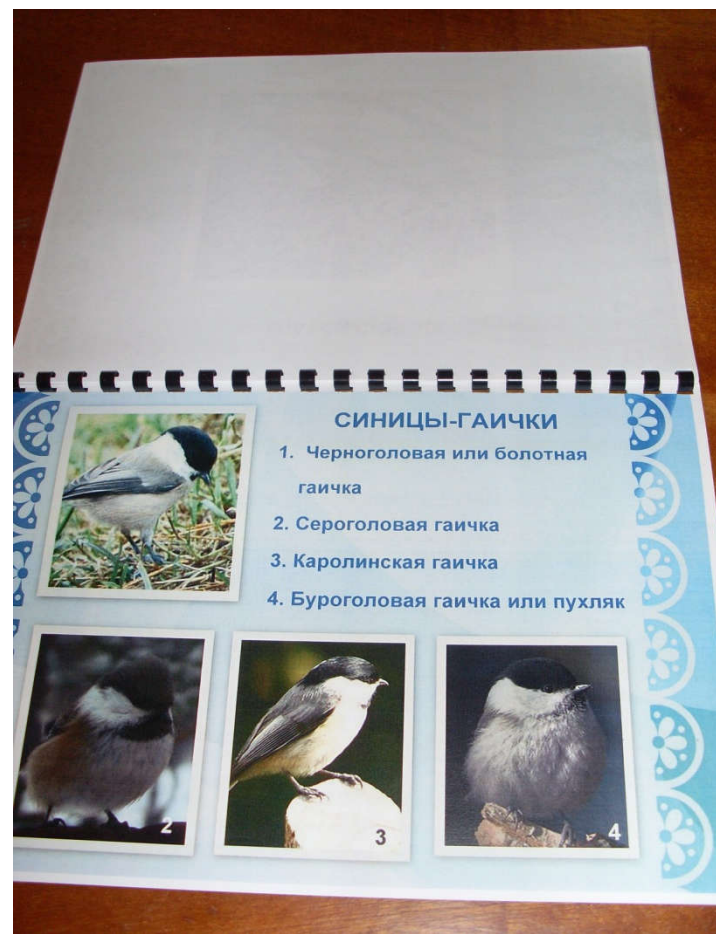 СИНИЦЫ-ГАИЧКИ
1. Черноголовая или болотная
гаичка
2. Сероголовая гаичка
3. Каролинская гаичка
4. Буроголовая гаичка или пухляк
1
2
3
4